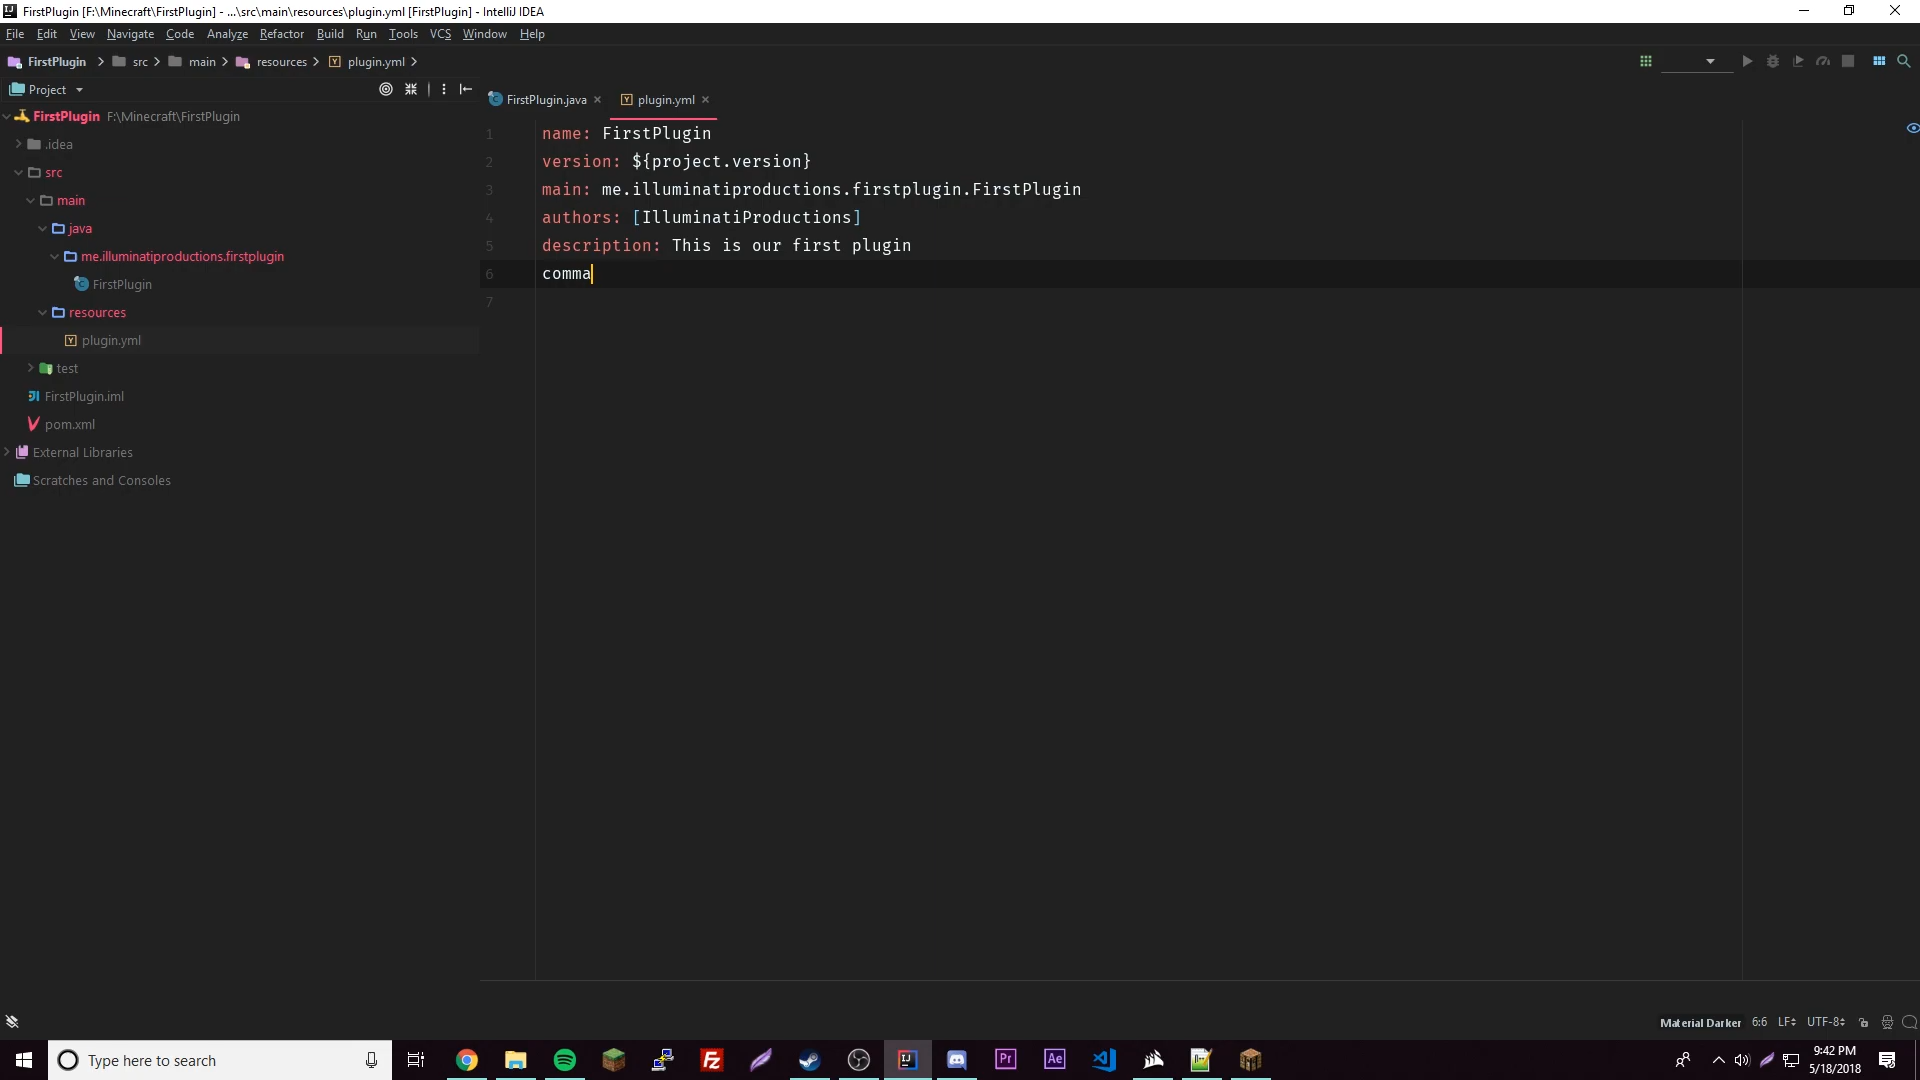 FirstPlugin [F:\Minecraft\FirstPlugin] - ...\src\main\resources\plugin.yml [FirstPlugin] - IntelliJ IDEA
File Edit View Navigate Code Analyze Refactor Build Run Tools VCS Window Help
FirstPlugin src main resources plugin.yml
Project
FirstPlugin.java
plugin.yml
FirstPlugin F:\Minecraft\FirstPlugin
.idea
src
main
java
me.illuminatiproductions.firstplugin
FirstPlugin
resources
plugin.yml
test
FirstPlugin.iml
pom.xml
External Libraries
Scratches and Consoles
1 name: FirstPlugin
2 version: ${project.version}
3 main: me.illuminatiproductions.firstplugin.FirstPlugin
4 authors: [IlluminatiProductions]
5 description: This is our first plugin
6 comma
7
Material Darker 6:6 LF UTF-8
Type here to search
9:42 PM
5/18/2018